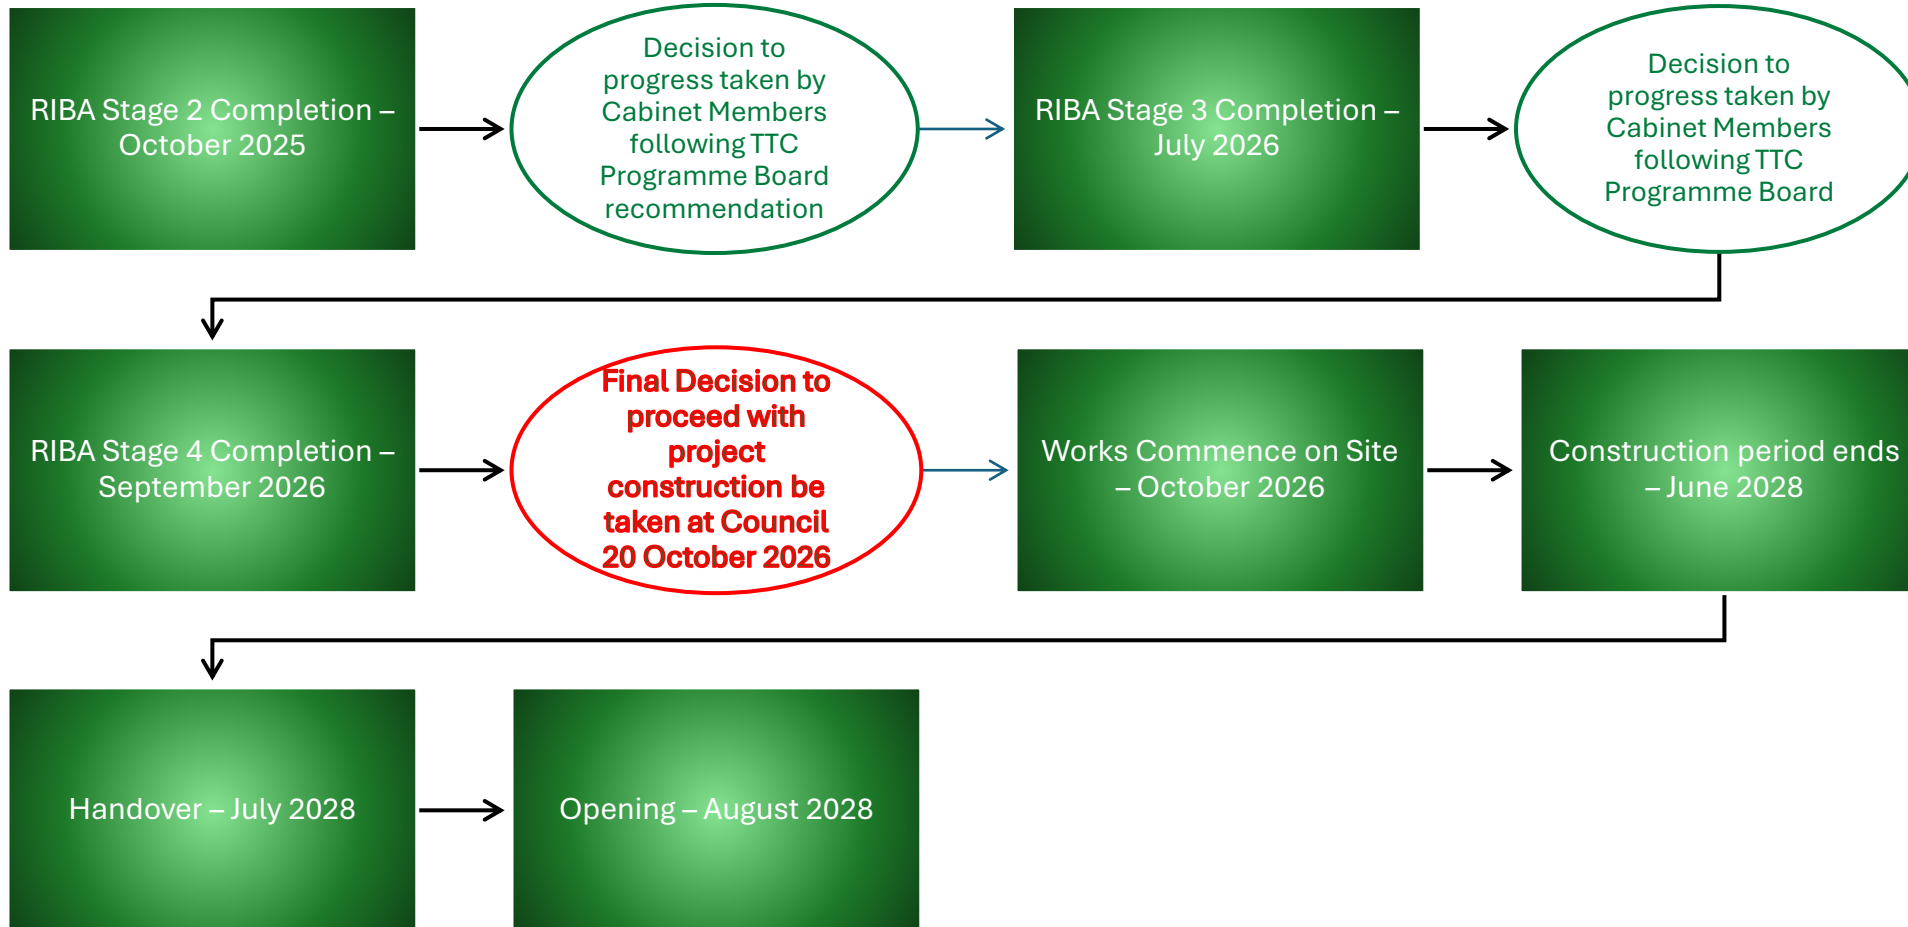 RIBA Stage 2 Completion –
October 2025
Decision to
progress taken by
Cabinet Members
following TTC
Programme Board
recommendation
RIBA Stage 3 Completion –
July 2026
Decision to
progress taken by
Cabinet Members
following TTC
Programme Board
RIBA Stage 4 Completion –
September 2026
Final Decision to
proceed with
project
construction be
taken at Council
20 October 2026
Works Commence on Site
– October 2026
Construction period ends
– June 2028
Handover – July 2028
Opening – August 2028